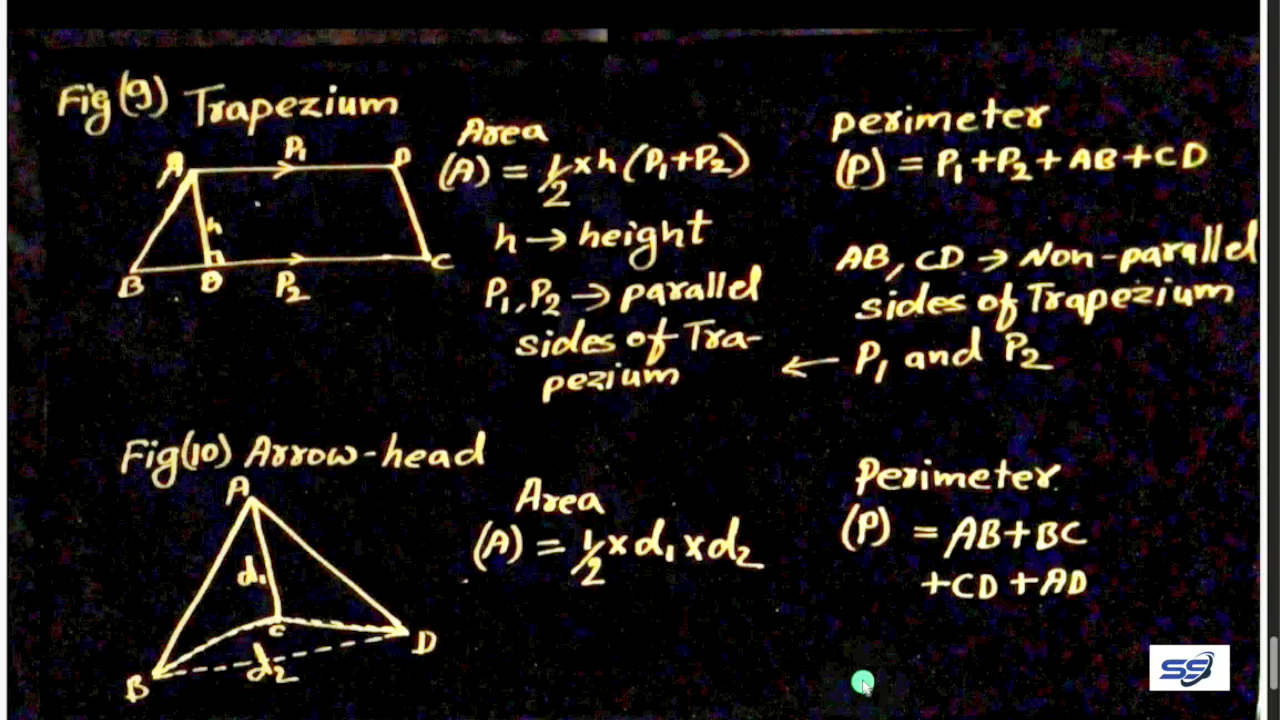 Fig(9) Trapezium
A P1 D
h
B D P2 C
Area
(A) = 1/2 × h (P1+P2)
h → height
P1, P2 → parallel
sides of Tra-
pezium
perimeter
(P) = P1+P2+AB+CD
AB, CD → Non-parallel
sides of Trapezium
← P1 and P2
Fig(10) Arrow-head
A
d1
C
B d2 D
Area
(A) = 1/2 × d1 × d2
Perimeter
(P) = AB+BC
+CD+AD
SS